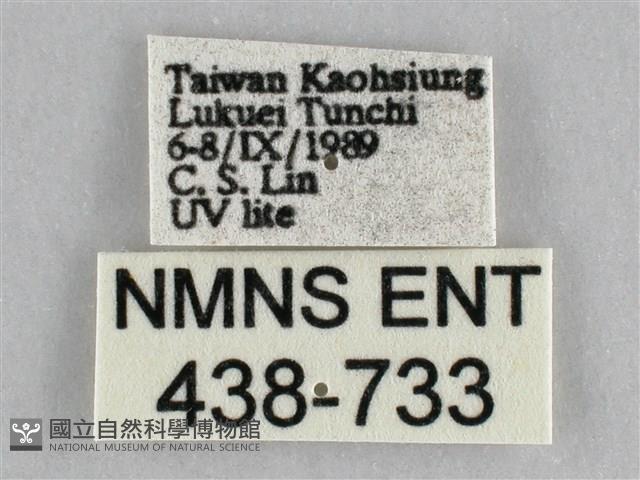 Taiwan Kaohsiung
Lukuei Tunchi
6-8/IX/1989
C. S. Lin
UV lite
NMNS ENT
438-733
國立自然科學博物館
NATIONAL MUSEUM OF NATURAL SCIENCE